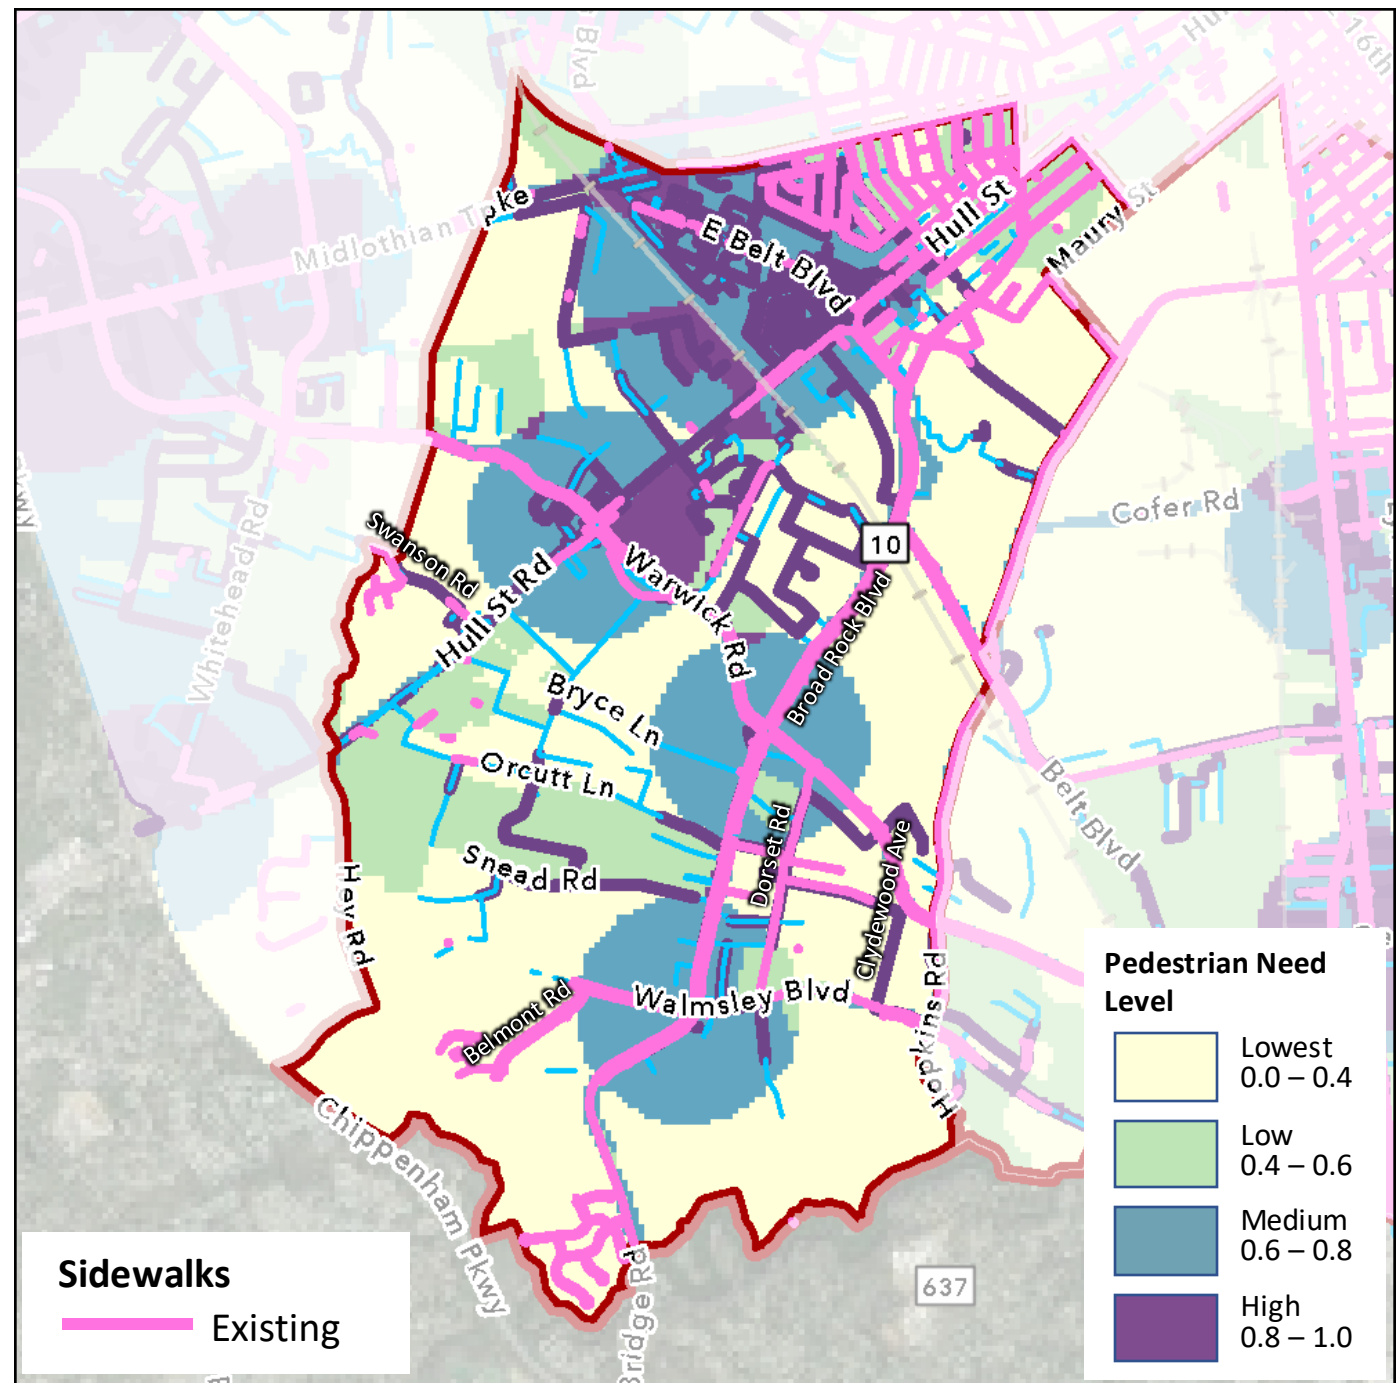 Blvd
Hul
16th
Midlothian Tpke
E Belt Blvd
Hull St
Maury St
Whitehead Rd
Cofer Rd
Swanson Rd
10
Hull St Rd
Warwick Rd
Broad Rock Blvd
Bryce Ln
Orcutt Ln
Belt Blvd
Snead Rd
Dorset Rd
Clydewood Ave
Hey Rd
Walmsley Blvd
Belmont Rd
Hopkins Rd
Chippenham Pkwy
637
Bridge Rd
Sidewalks
Existing
Pedestrian Need
Level
Lowest
0.0 – 0.4
Low
0.4 – 0.6
Medium
0.6 – 0.8
High
0.8 – 1.0